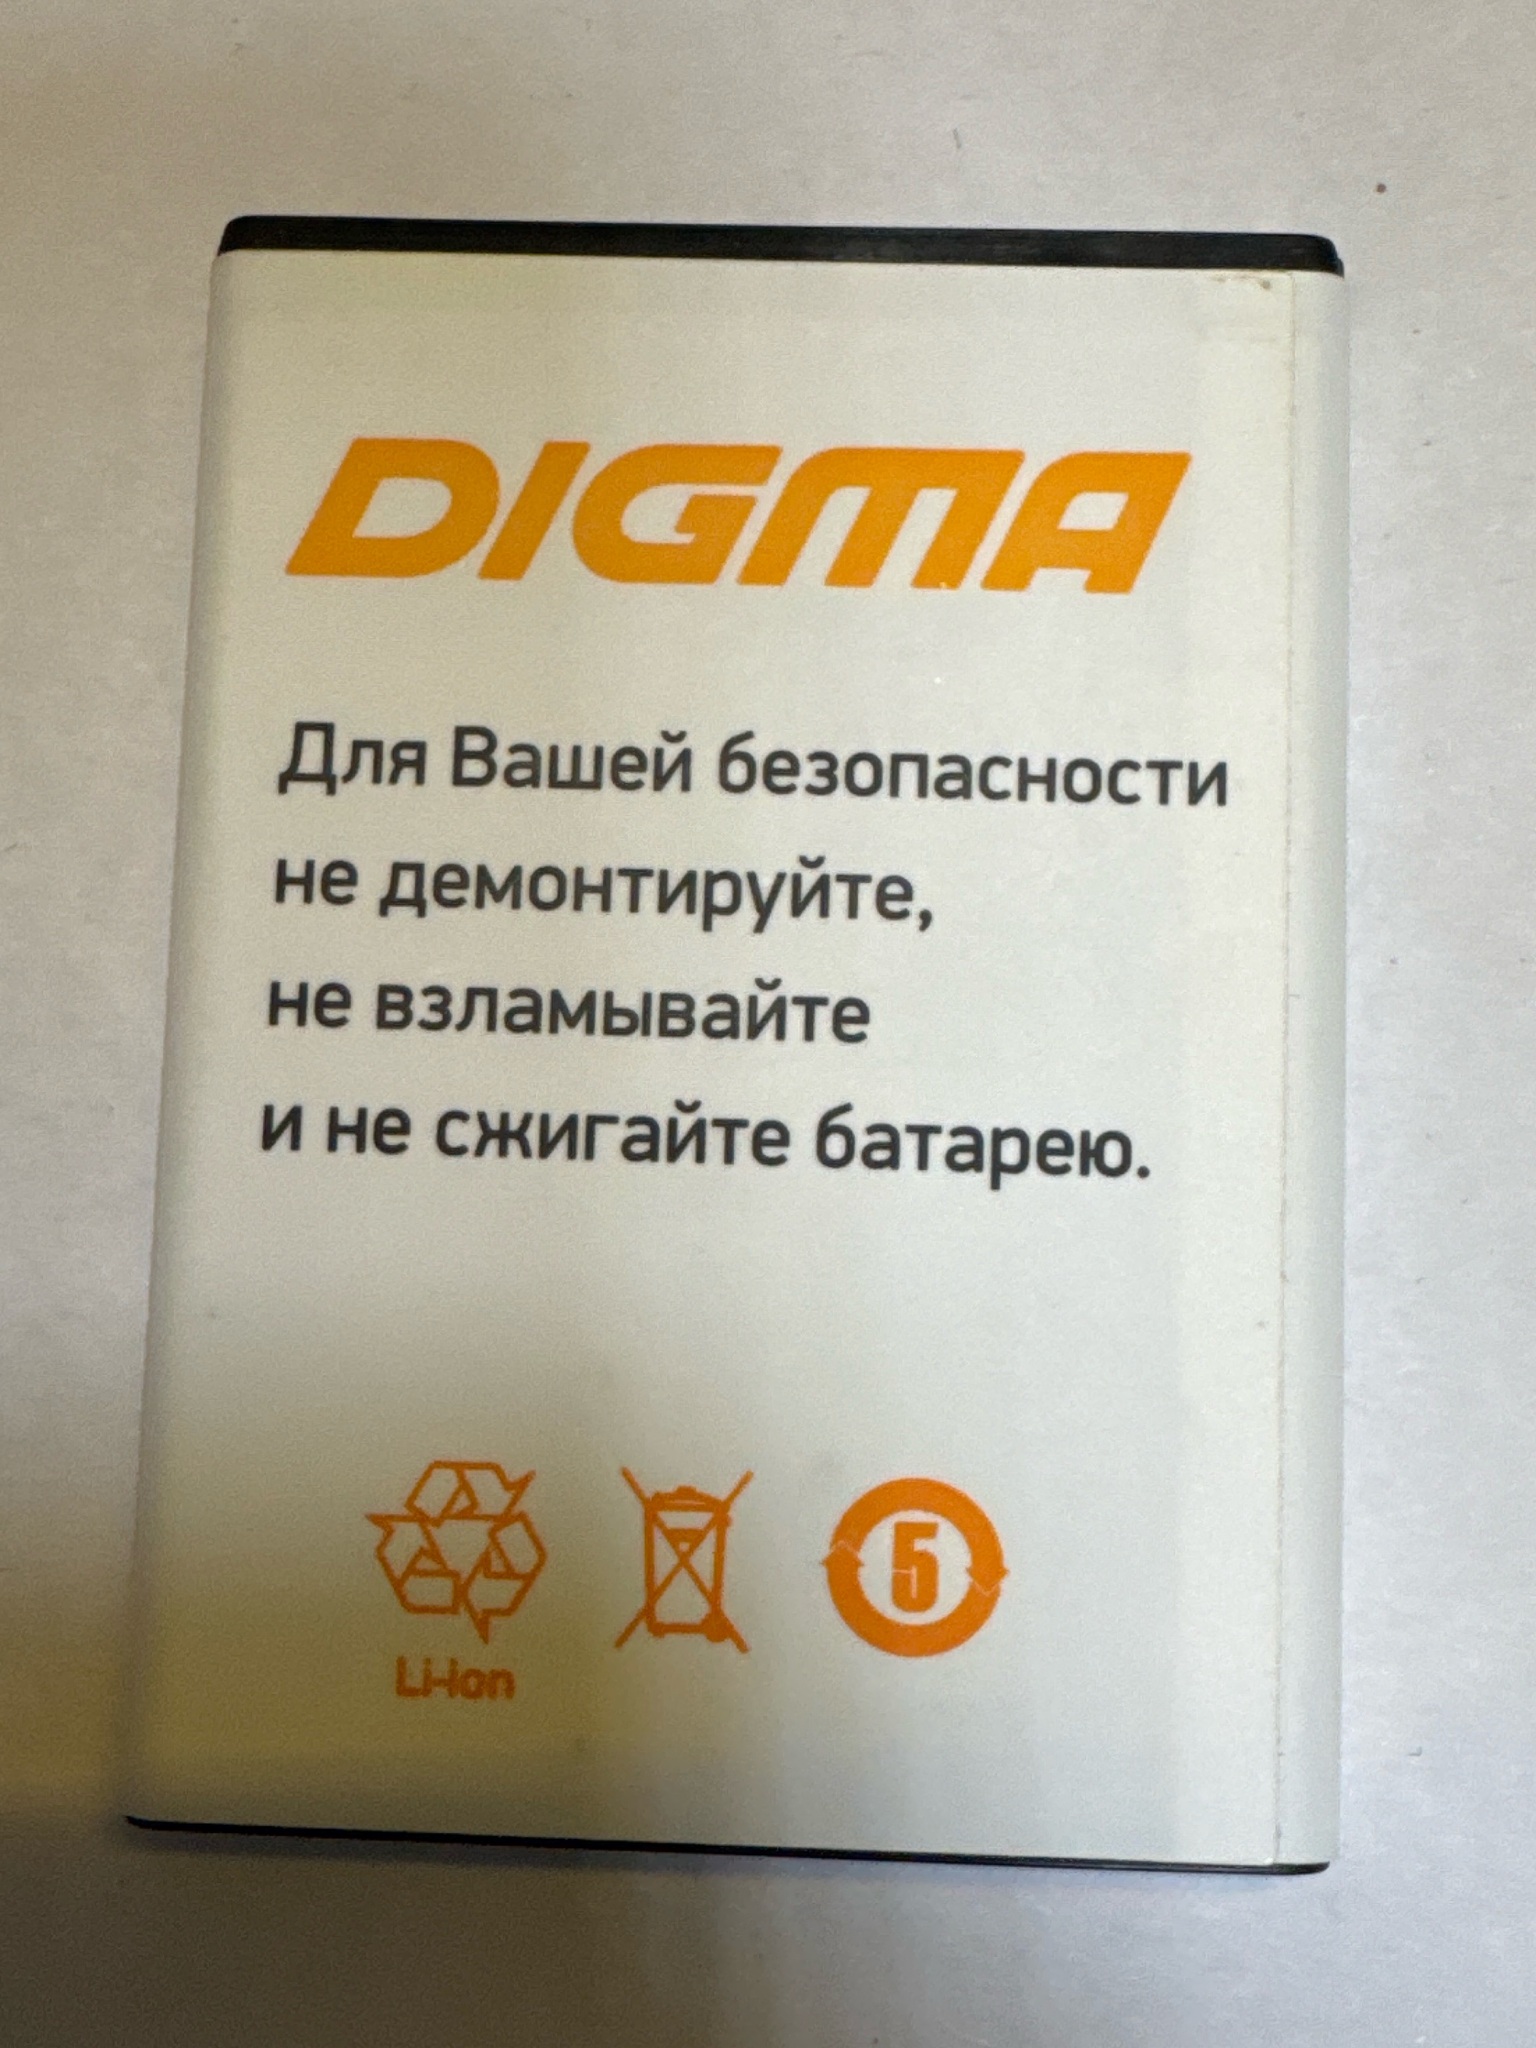 DIGMA
Для Вашей безопасности
не демонтируйте,
не взламывайте
и не сжигайте батарею.
5
Li-Ion